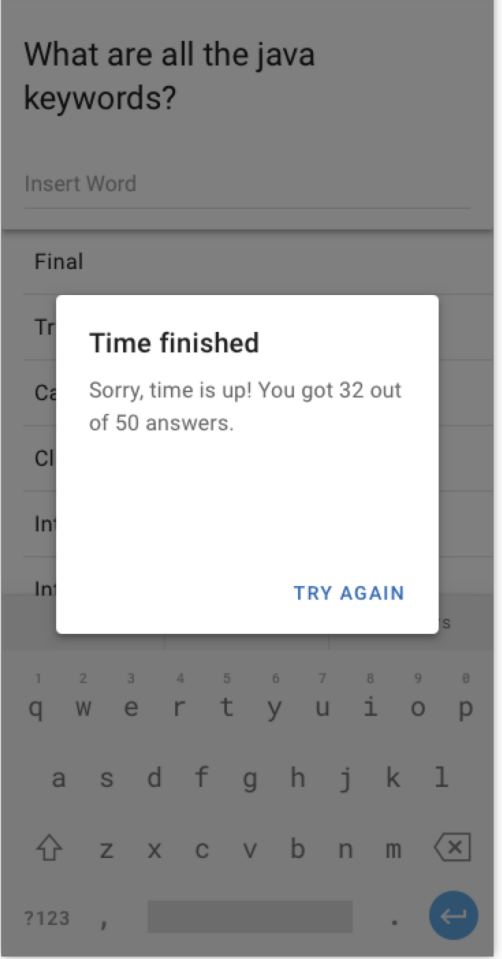 What are all the java
keywords?
Insert Word
Final
Time finished
Sorry, time is up! You got 32 out
of 50 answers.
TRY AGAIN
1 2 3 4 5 6 7 8 9 0
q w e r t y u i o p
a s d f g h j k l
z x c v b n m
?123 , .